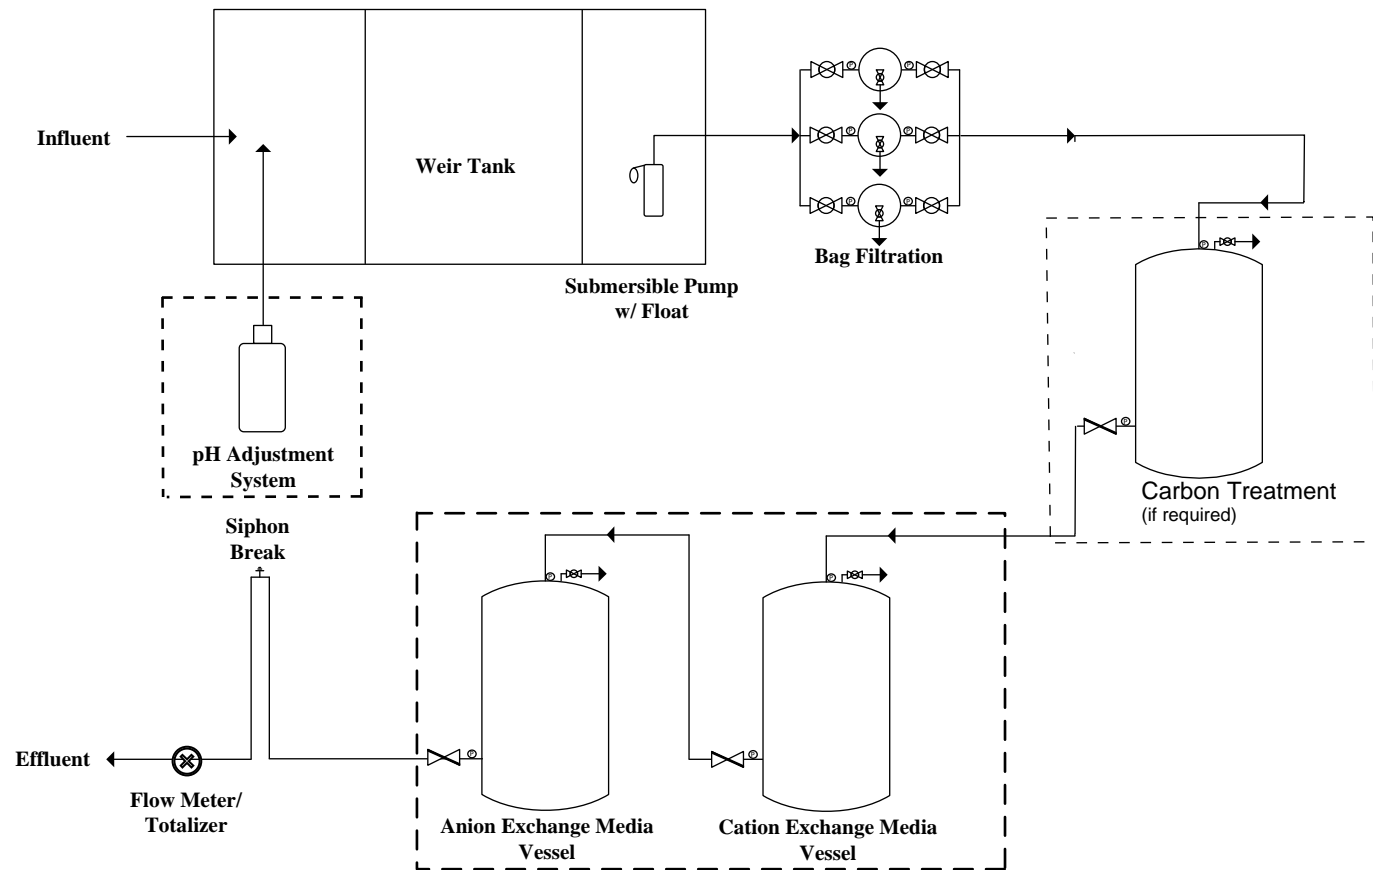 Influent
Weir Tank
Bag Filtration
Submersible Pump
w/ Float
pH Adjustment
System
Carbon Treatment
(if required)
Siphon
Break
Effluent
Flow Meter/
Totalizer
Anion Exchange Media
Vessel
Cation Exchange Media
Vessel
P
P
P
P
P
P
P
P
P
P
P
P